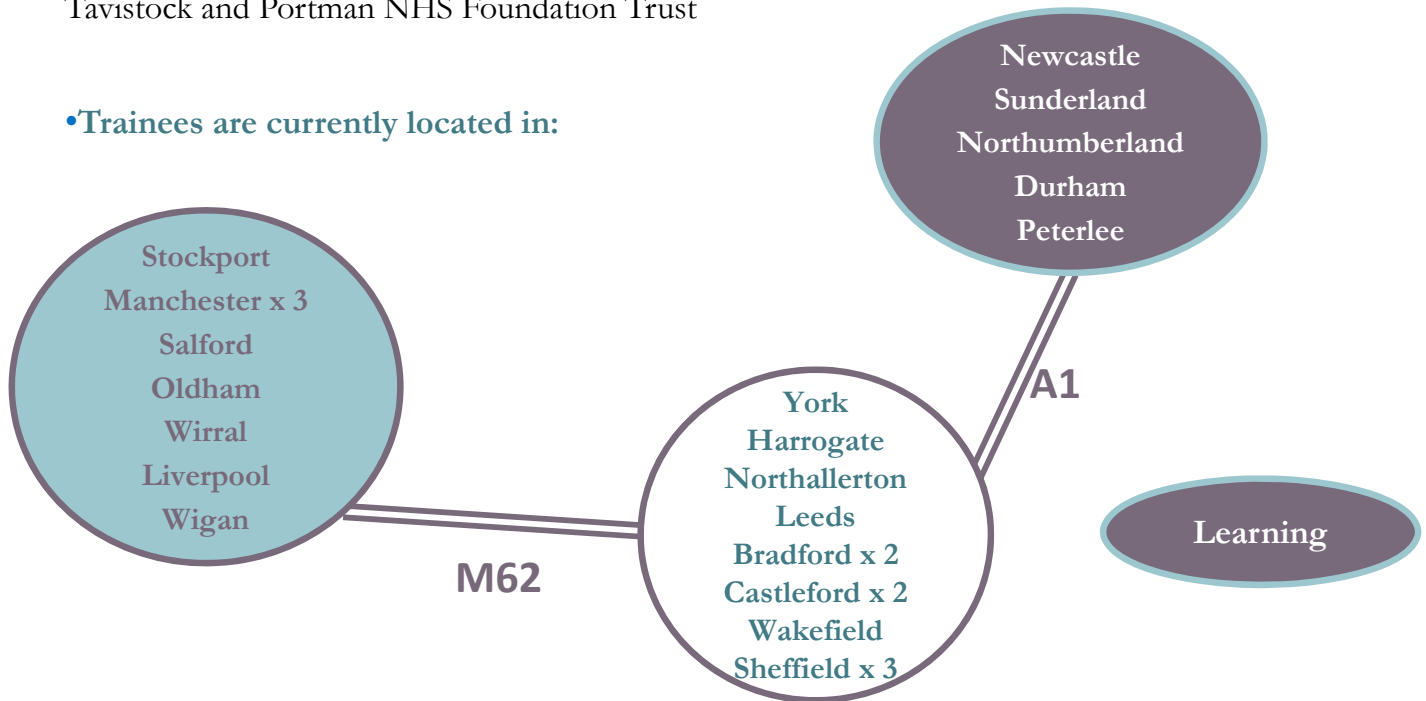 Tavistock and Portman NHS Foundation Trust
•Trainees are currently located in:
Newcastle
Sunderland
Northumberland
Durham
Peterlee
Stockport
Manchester x 3
Salford
Oldham
Wirral
Liverpool
Wigan
A1
York
Harrogate
Northallerton
Leeds
Bradford x 2
Castleford x 2
Wakefield
Sheffield x 3
M62
Learning